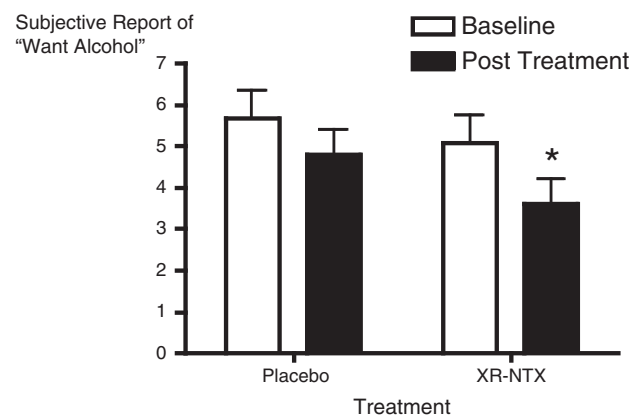 Subjective Report of
“Want Alcohol”
Baseline
Post Treatment
7
6
5
4
3
2
1
0
*
Placebo
XR-NTX
Treatment